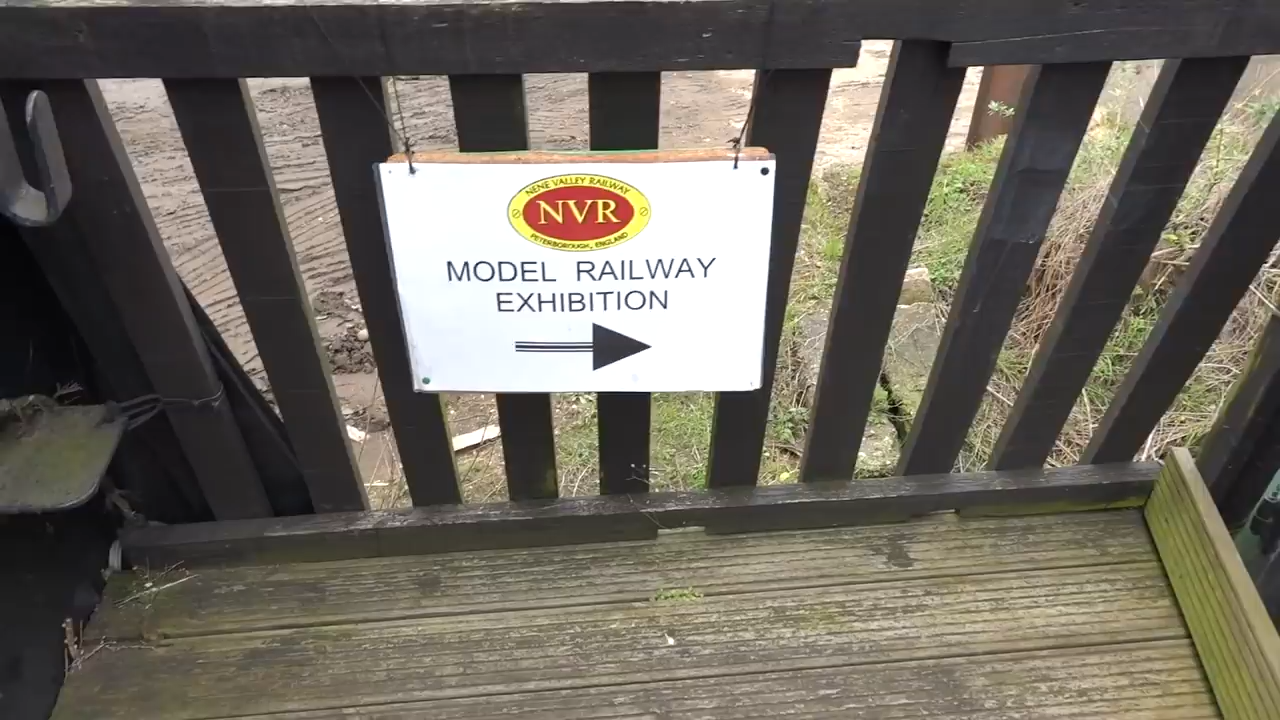 NENE VALLEY RAILWAY
NVR
PETERBOROUGH, ENGLAND
MODEL RAILWAY
EXHIBITION